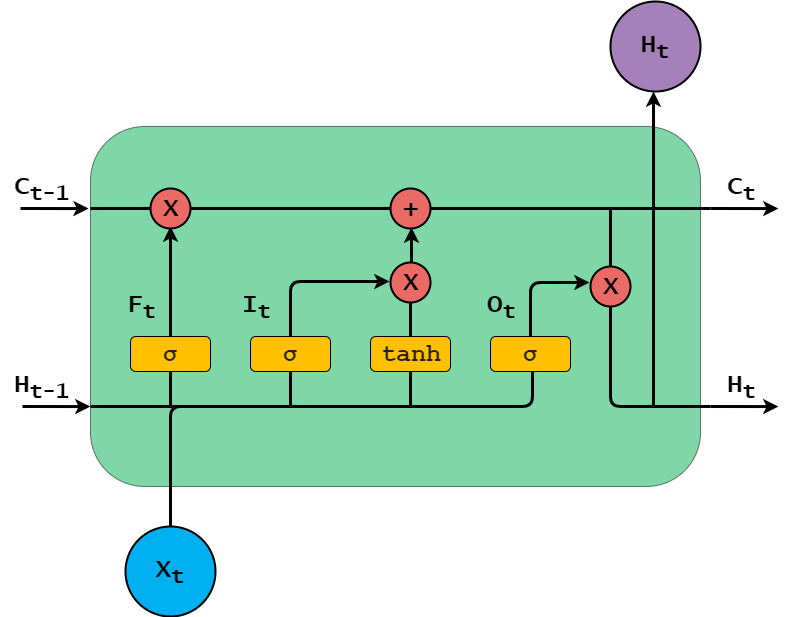 Hₜ
Cₜ₋₁ X + Cₜ
X X
Fₜ Iₜ Oₜ
σ σ tanh σ
Hₜ₋₁ Hₜ
Xₜ